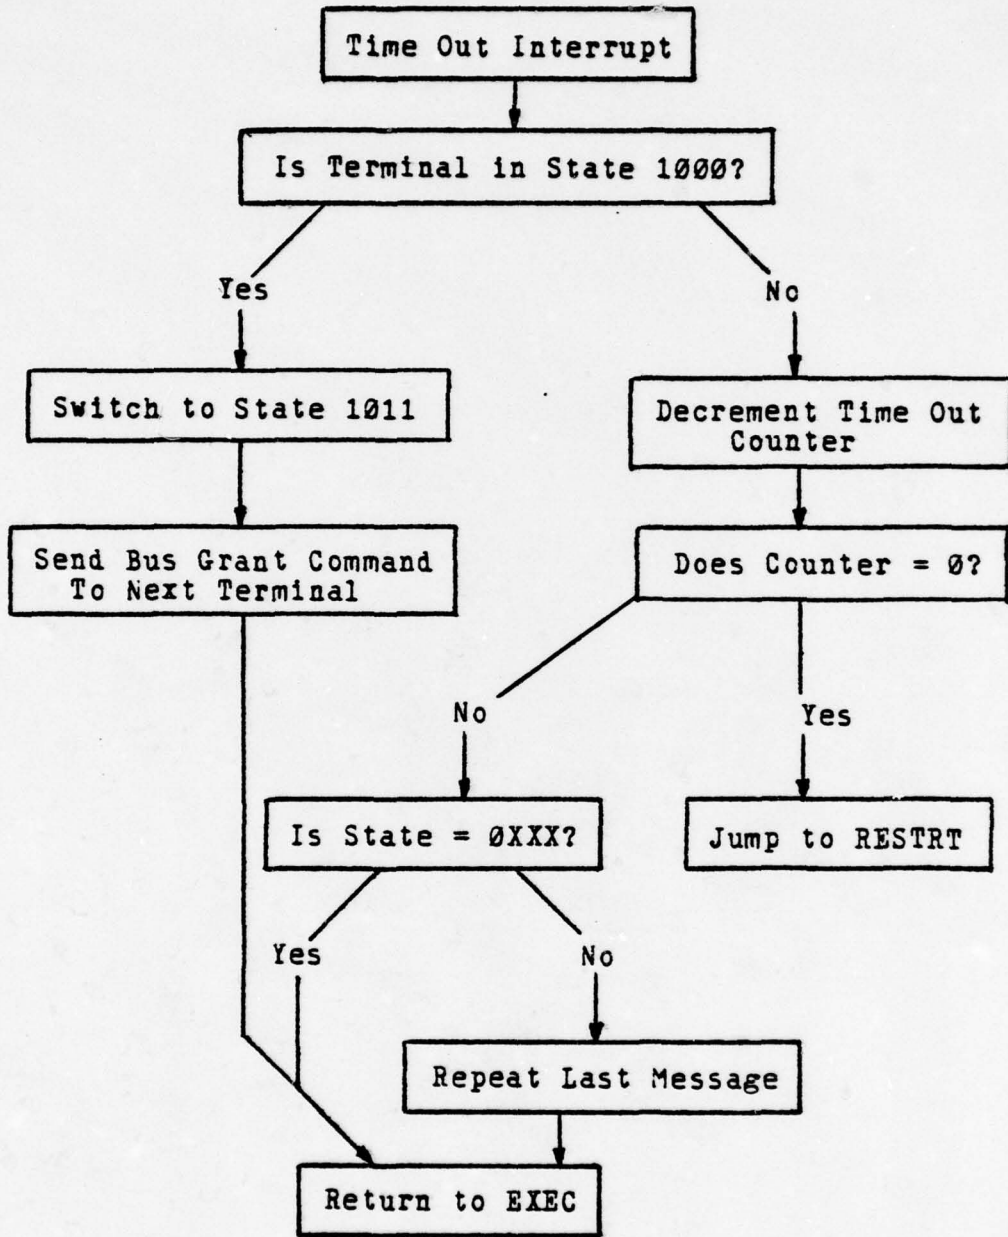 Time Out Interrupt
Is Terminal in State 1000?
Yes
No
Switch to State 1011
Decrement Time Out
Counter
Send Bus Grant Command
To Next Terminal
Does Counter = 0?
No
Yes
Is State = 0XXX?
Jump to RESTRT
Yes
No
Repeat Last Message
Return to EXEC